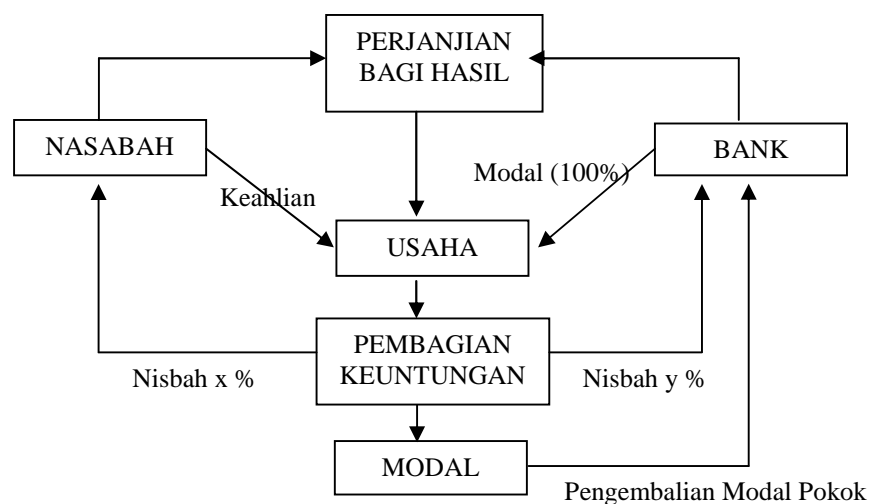 PERJANJIAN
BAGI HASIL
NASABAH
BANK
Keahlian
Modal (100%)
USAHA
PEMBAGIAN
KEUNTUNGAN
Nisbah x %
Nisbah y %
MODAL
Pengembalian Modal Pokok